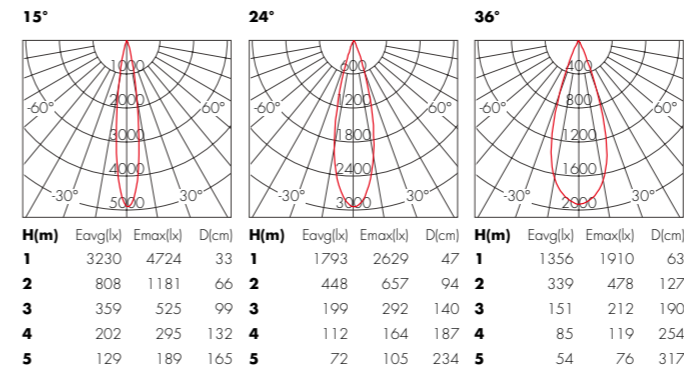 15° 24° 36°
1000 600 400
2000 1200 800
-60° 60° -60° 60° -60° 60°
3000 1800 1200
4000 2400 1600
-30° 30° -30° 30° -30° 30°
5000 3000 2000
H(m) Eavg(lx) Emax(lx) D(cm) H(m) Eavg(lx) Emax(lx) D(cm) H(m) Eavg(lx) Emax(lx) D(cm)
1 3230 4724 33 1 1793 2629 47 1 1356 1910 63
2 808 1181 66 2 448 657 94 2 339 478 127
3 359 525 99 3 199 292 140 3 151 212 190
4 202 295 132 4 112 164 187 4 85 119 254
5 129 189 165 5 72 105 234 5 54 76 317